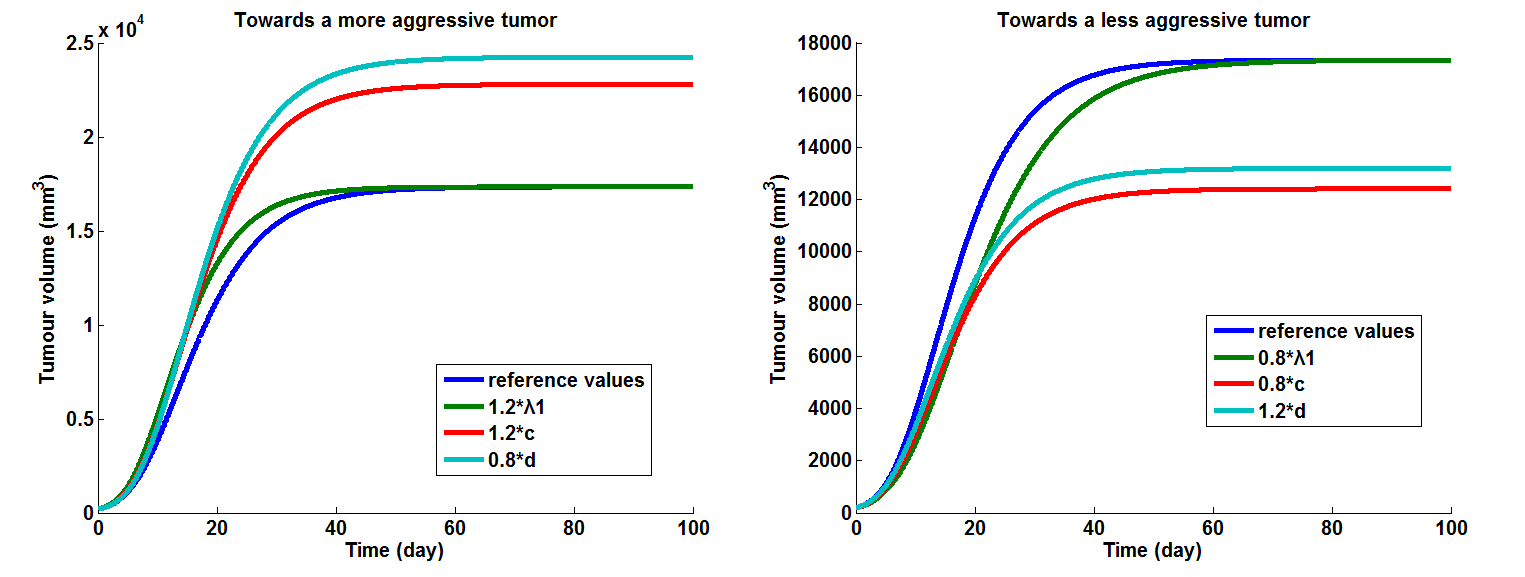 Towards a more aggressive tumor
x 10^4
2.5
2
1.5
1
0.5
0
0 20 40 60 80 100
Tumour volume (mm^3)
Time (day)
reference values
1.2*λ1
1.2*c
0.8*d
Towards a less aggressive tumor
18000
16000
14000
12000
10000
8000
6000
4000
2000
0
0 20 40 60 80 100
Tumour volume (mm^3)
Time (day)
reference values
0.8*λ1
0.8*c
1.2*d